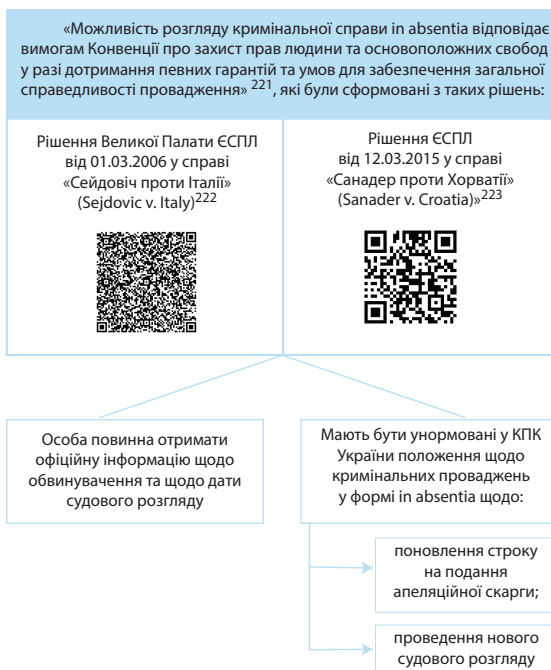 «Можливість розгляду кримінальної справи in absentia відповідає
вимогам Конвенції про захист прав людини та основоположних свобод
у разі дотримання певних гарантій та умов для забезпечення загальної
справедливості провадження» 221, які були сформовані з таких рішень:
Рішення Великої Палати ЄСПЛ
від 01.03.2006 у справі
«Сейдовіч проти Італії»
(Sejdovic v. Italy)222
Рішення ЄСПЛ
від 12.03.2015 у справі
«Санадер проти Хорватії»
(Sanader v. Croatia)»223
Особа повинна отримати
офіційну інформацію щодо
обвинувачення та щодо дати
судового розгляду
Мають бути унормовані у КПК
України положення щодо
кримінальних проваджень
у формі in absentia щодо:
поновлення строку
на подання
апеляційної скарги;
проведення нового
судового розгляду